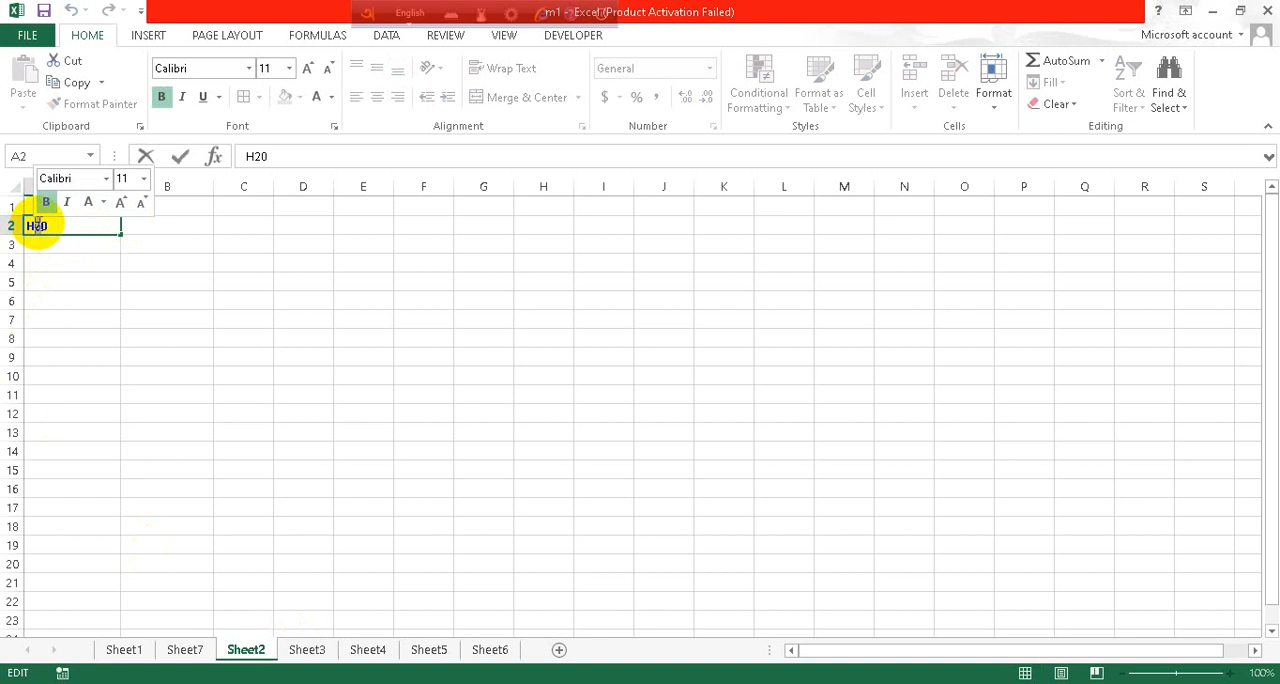 English
m1 - Excel (Product Activation Failed)
FILE HOME INSERT PAGE LAYOUT FORMULAS DATA REVIEW VIEW DEVELOPER Microsoft account
Paste Cut Copy Format Painter
Calibri 11
B I U A
Wrap Text
Merge & Center
General
$ % ,
Conditional Formatting
Format as Table
Cell Styles
Insert Delete Format
AutoSum
Fill
Clear
Sort & Filter
Find & Select
Clipboard Font Alignment Number Styles Cells Editing
A2 fx H20
Calibri 11
B I A A A
B C D E F G H I J K L M N O P Q R S
1
2 H20
3
4
5
6
7
8
9
10
11
12
13
14
15
16
17
18
19
20
21
22
23
Sheet1 Sheet7 Sheet2 Sheet3 Sheet4 Sheet5 Sheet6
EDIT 100%